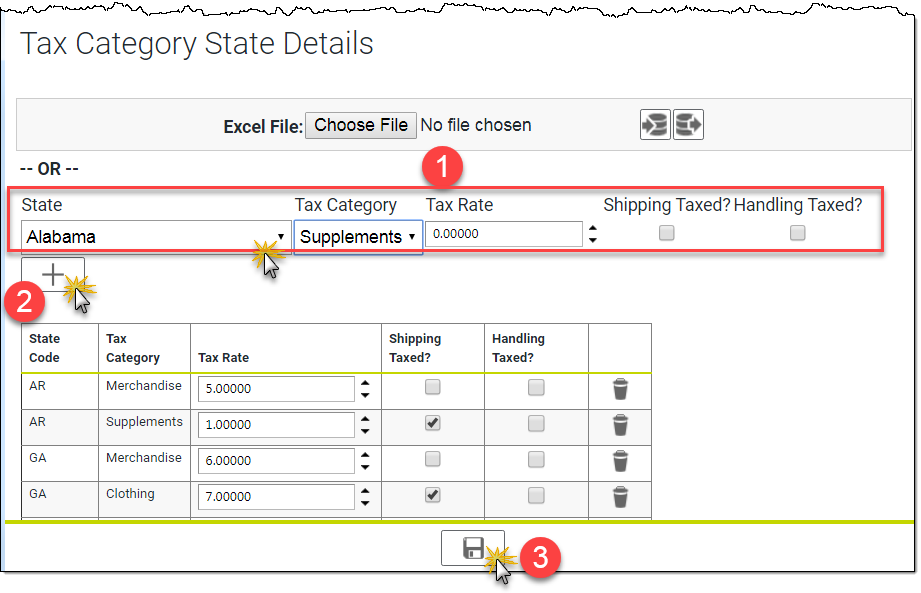 Tax Category State Details
Excel File: Choose File No file chosen
-- OR --
1
State Tax Category Tax Rate Shipping Taxed? Handling Taxed?
Alabama Supplements 0.00000
2
State Code Tax Category Tax Rate Shipping Taxed? Handling Taxed?
AR Merchandise 5.00000
AR Supplements 1.00000
GA Merchandise 6.00000
GA Clothing 7.00000
3